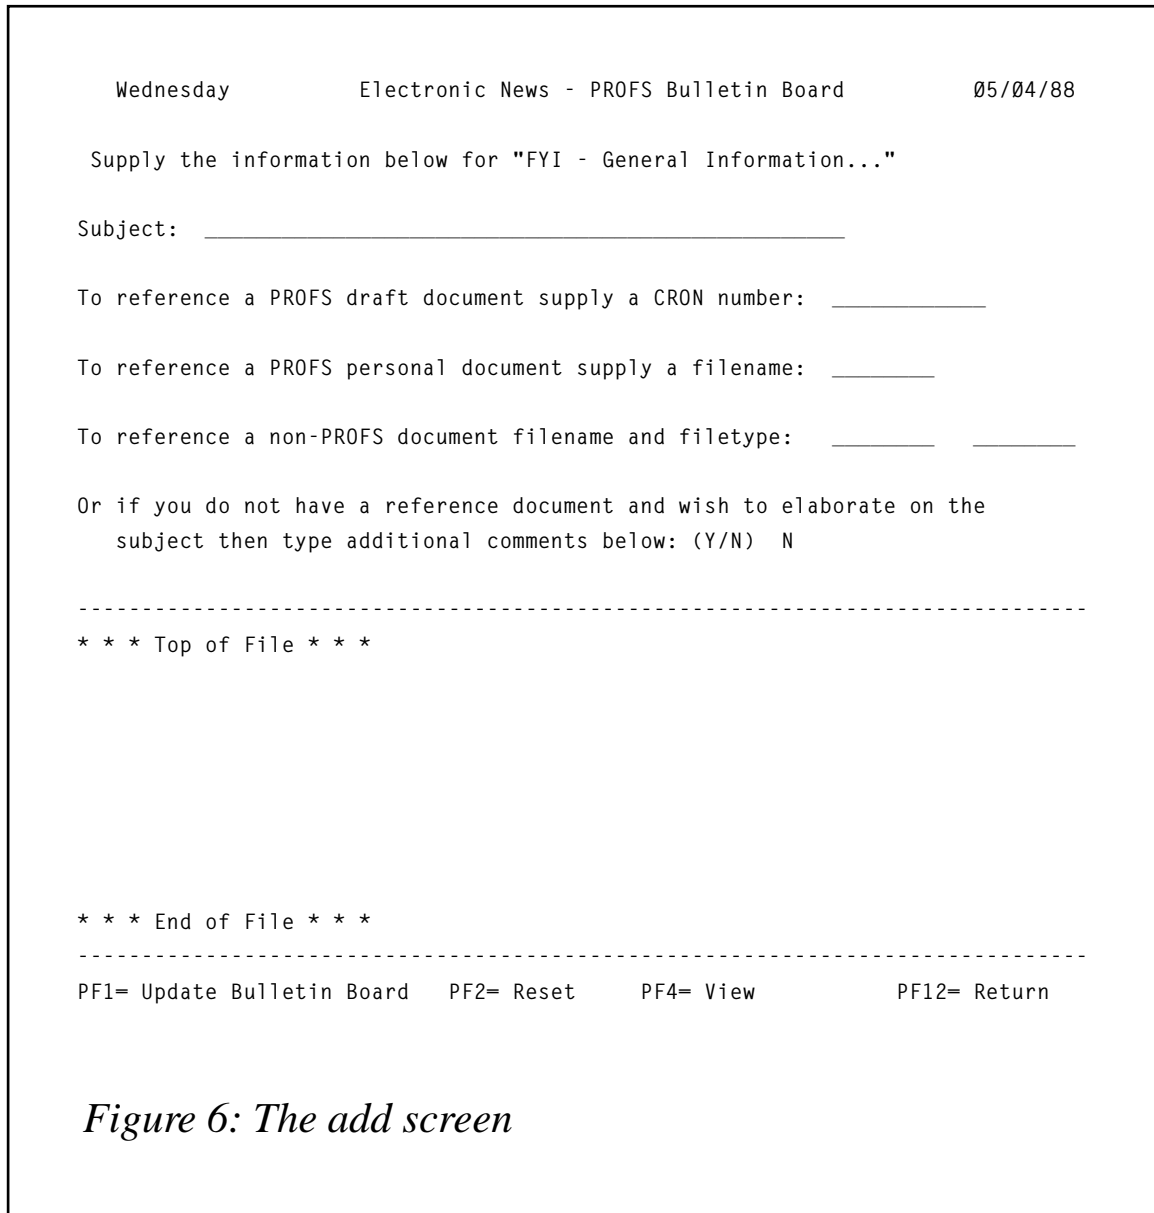 Wednesday Electronic News - PROFS Bulletin Board Ø5/Ø4/88
Supply the information below for "FYI - General Information..."
Subject: __________________________________________________
To reference a PROFS draft document supply a CRON number: ____________
To reference a PROFS personal document supply a filename: ________
To reference a non-PROFS document filename and filetype: ________ ________
Or if you do not have a reference document and wish to elaborate on the
subject then type additional comments below: (Y/N) N
-------------------------------------------------------------------------------
* * * Top of File * * *
* * * End of File * * *
-------------------------------------------------------------------------------
PF1= Update Bulletin Board PF2= Reset PF4= View PF12= Return
Figure 6: The add screen